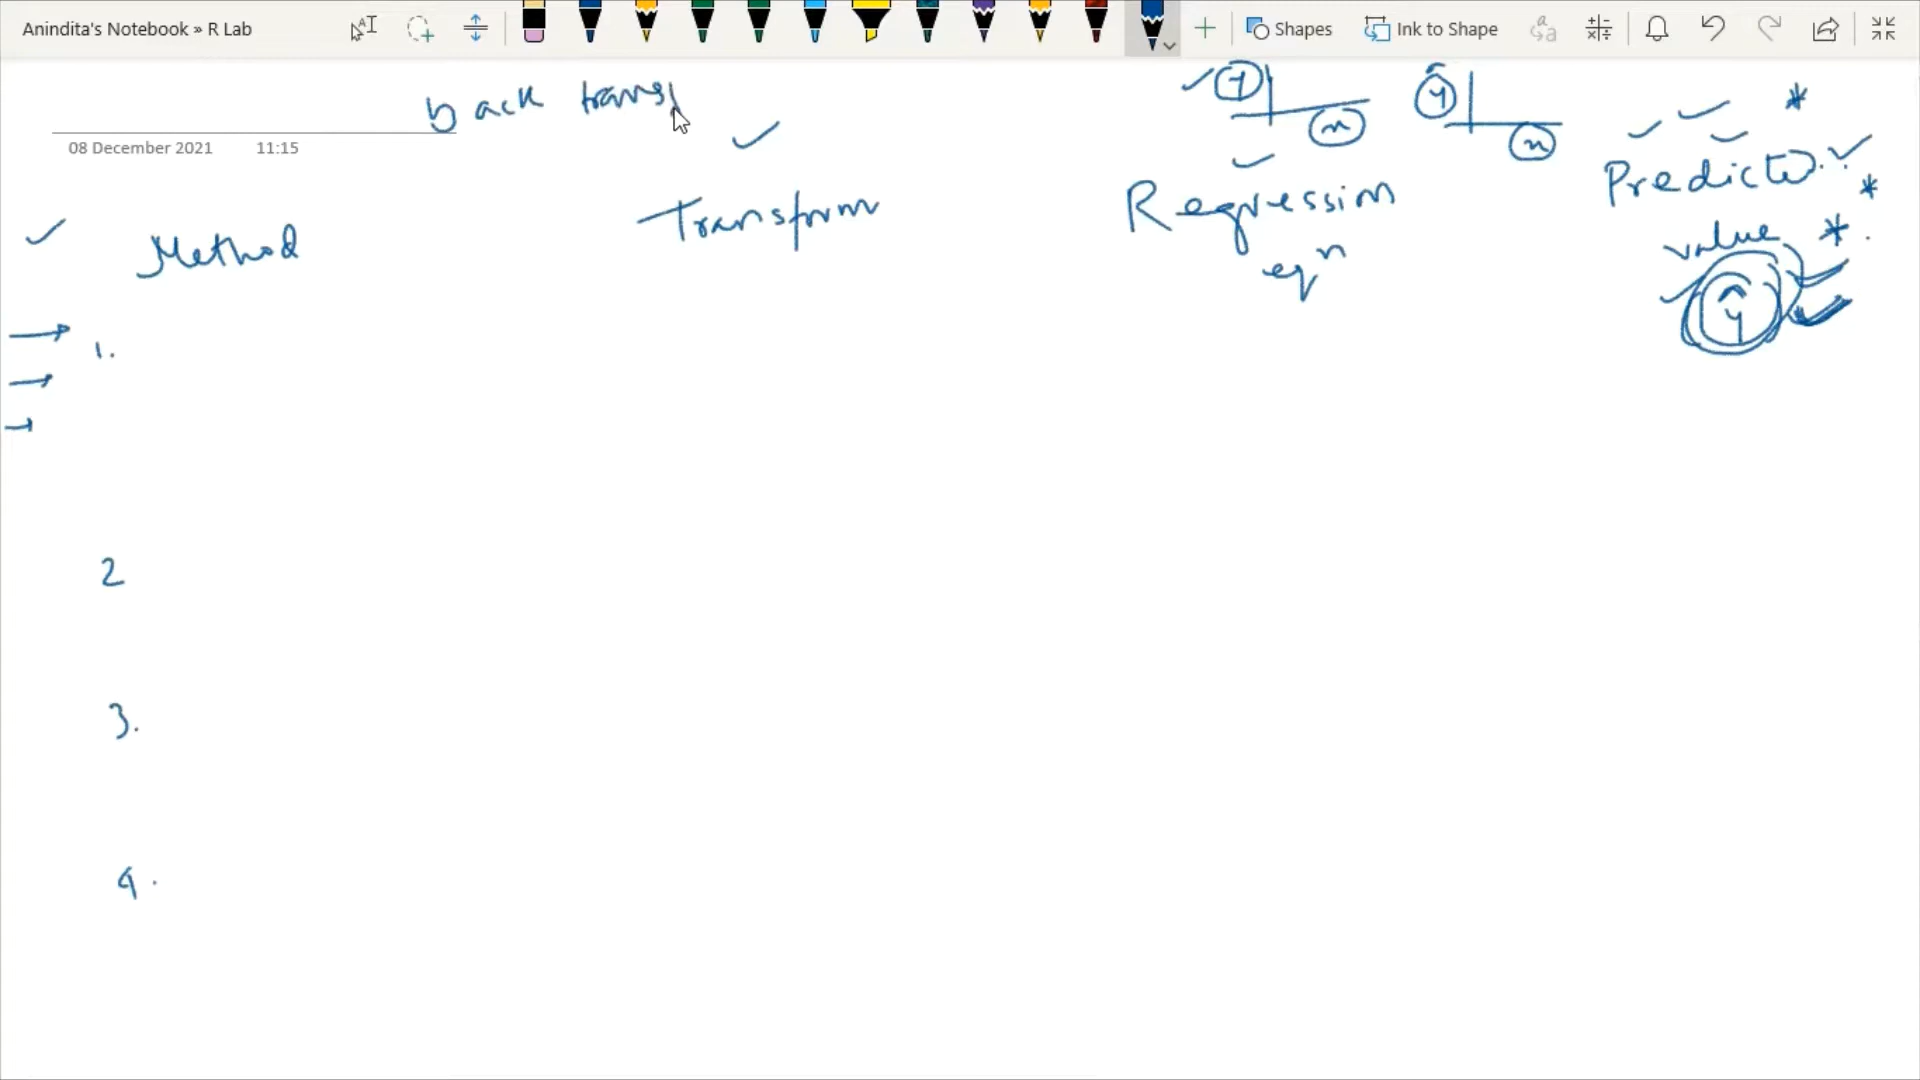 Anindita's Notebook » R Lab
Shapes
Ink to Shape
back trans
08 December 2021 11:15
y
x
ŷ
x
Method
Transform
Regression
eqn
Predicted
value
ŷ
1.
2
3.
4.